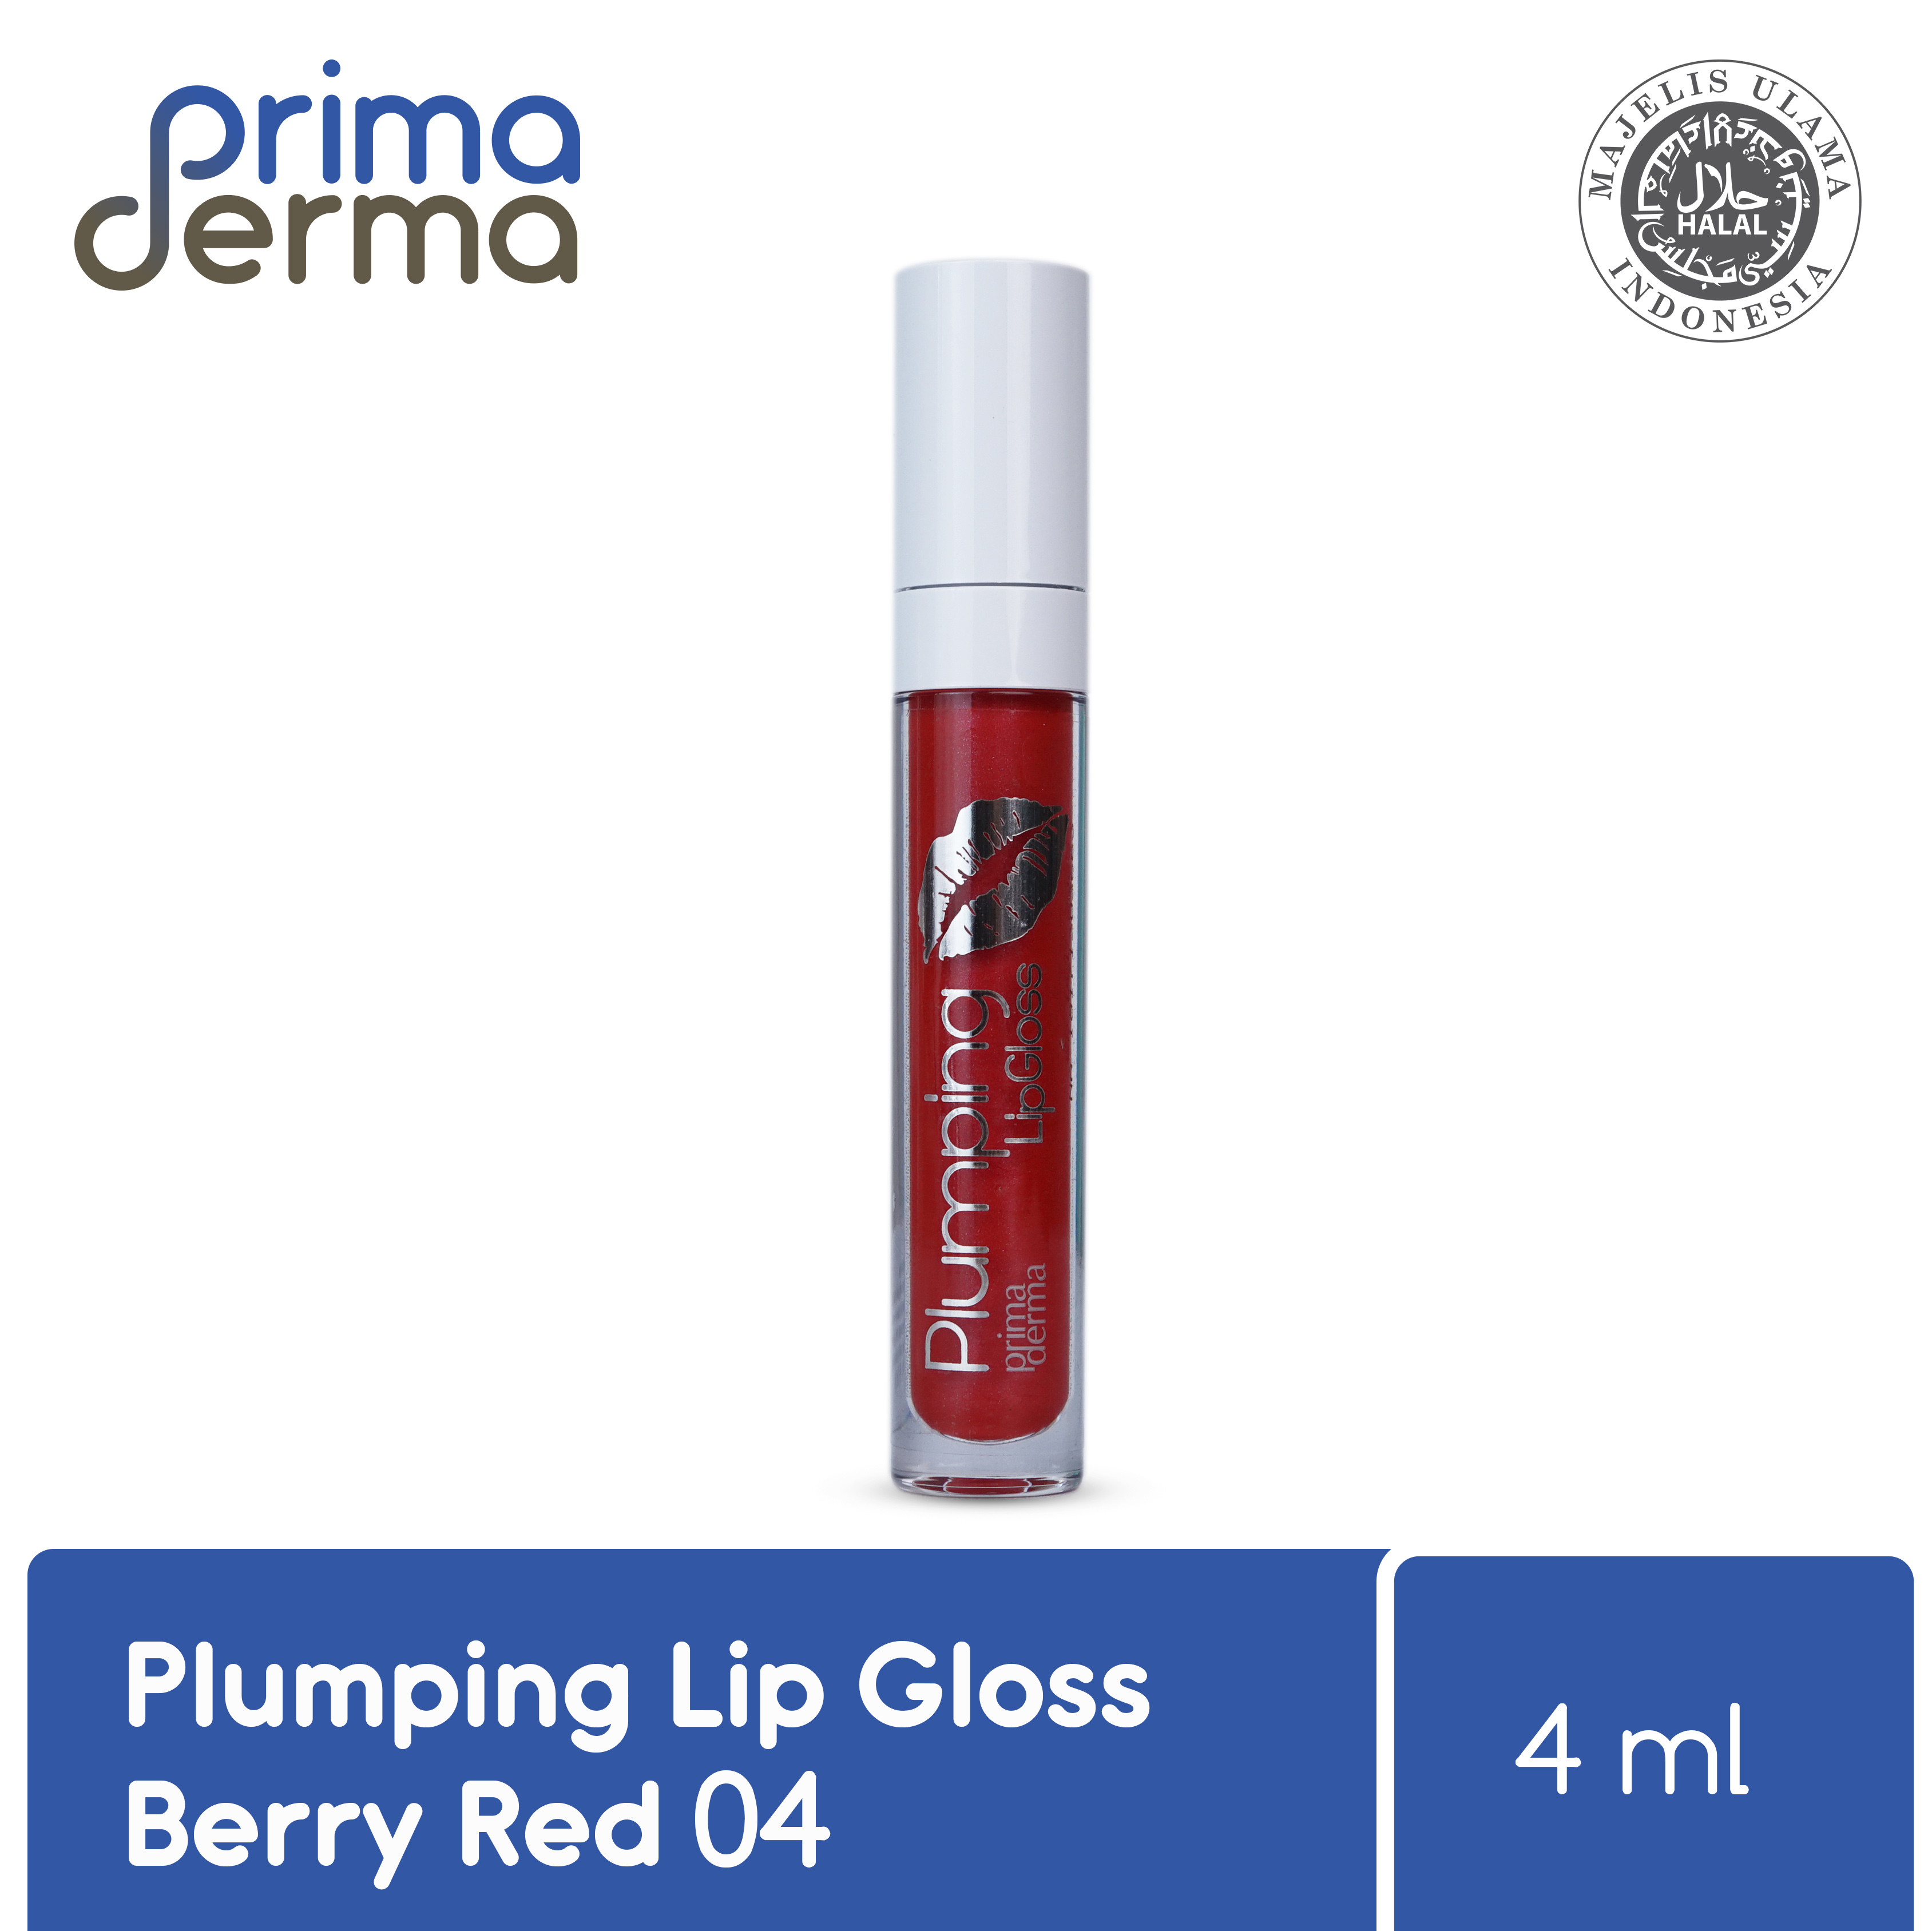 prima
derma
MAJELIS ULAMA
حلال
HALAL
INDONESIA
Plumping
LipGloss
prima
derma
Plumping Lip Gloss
Berry Red 04
4 ml